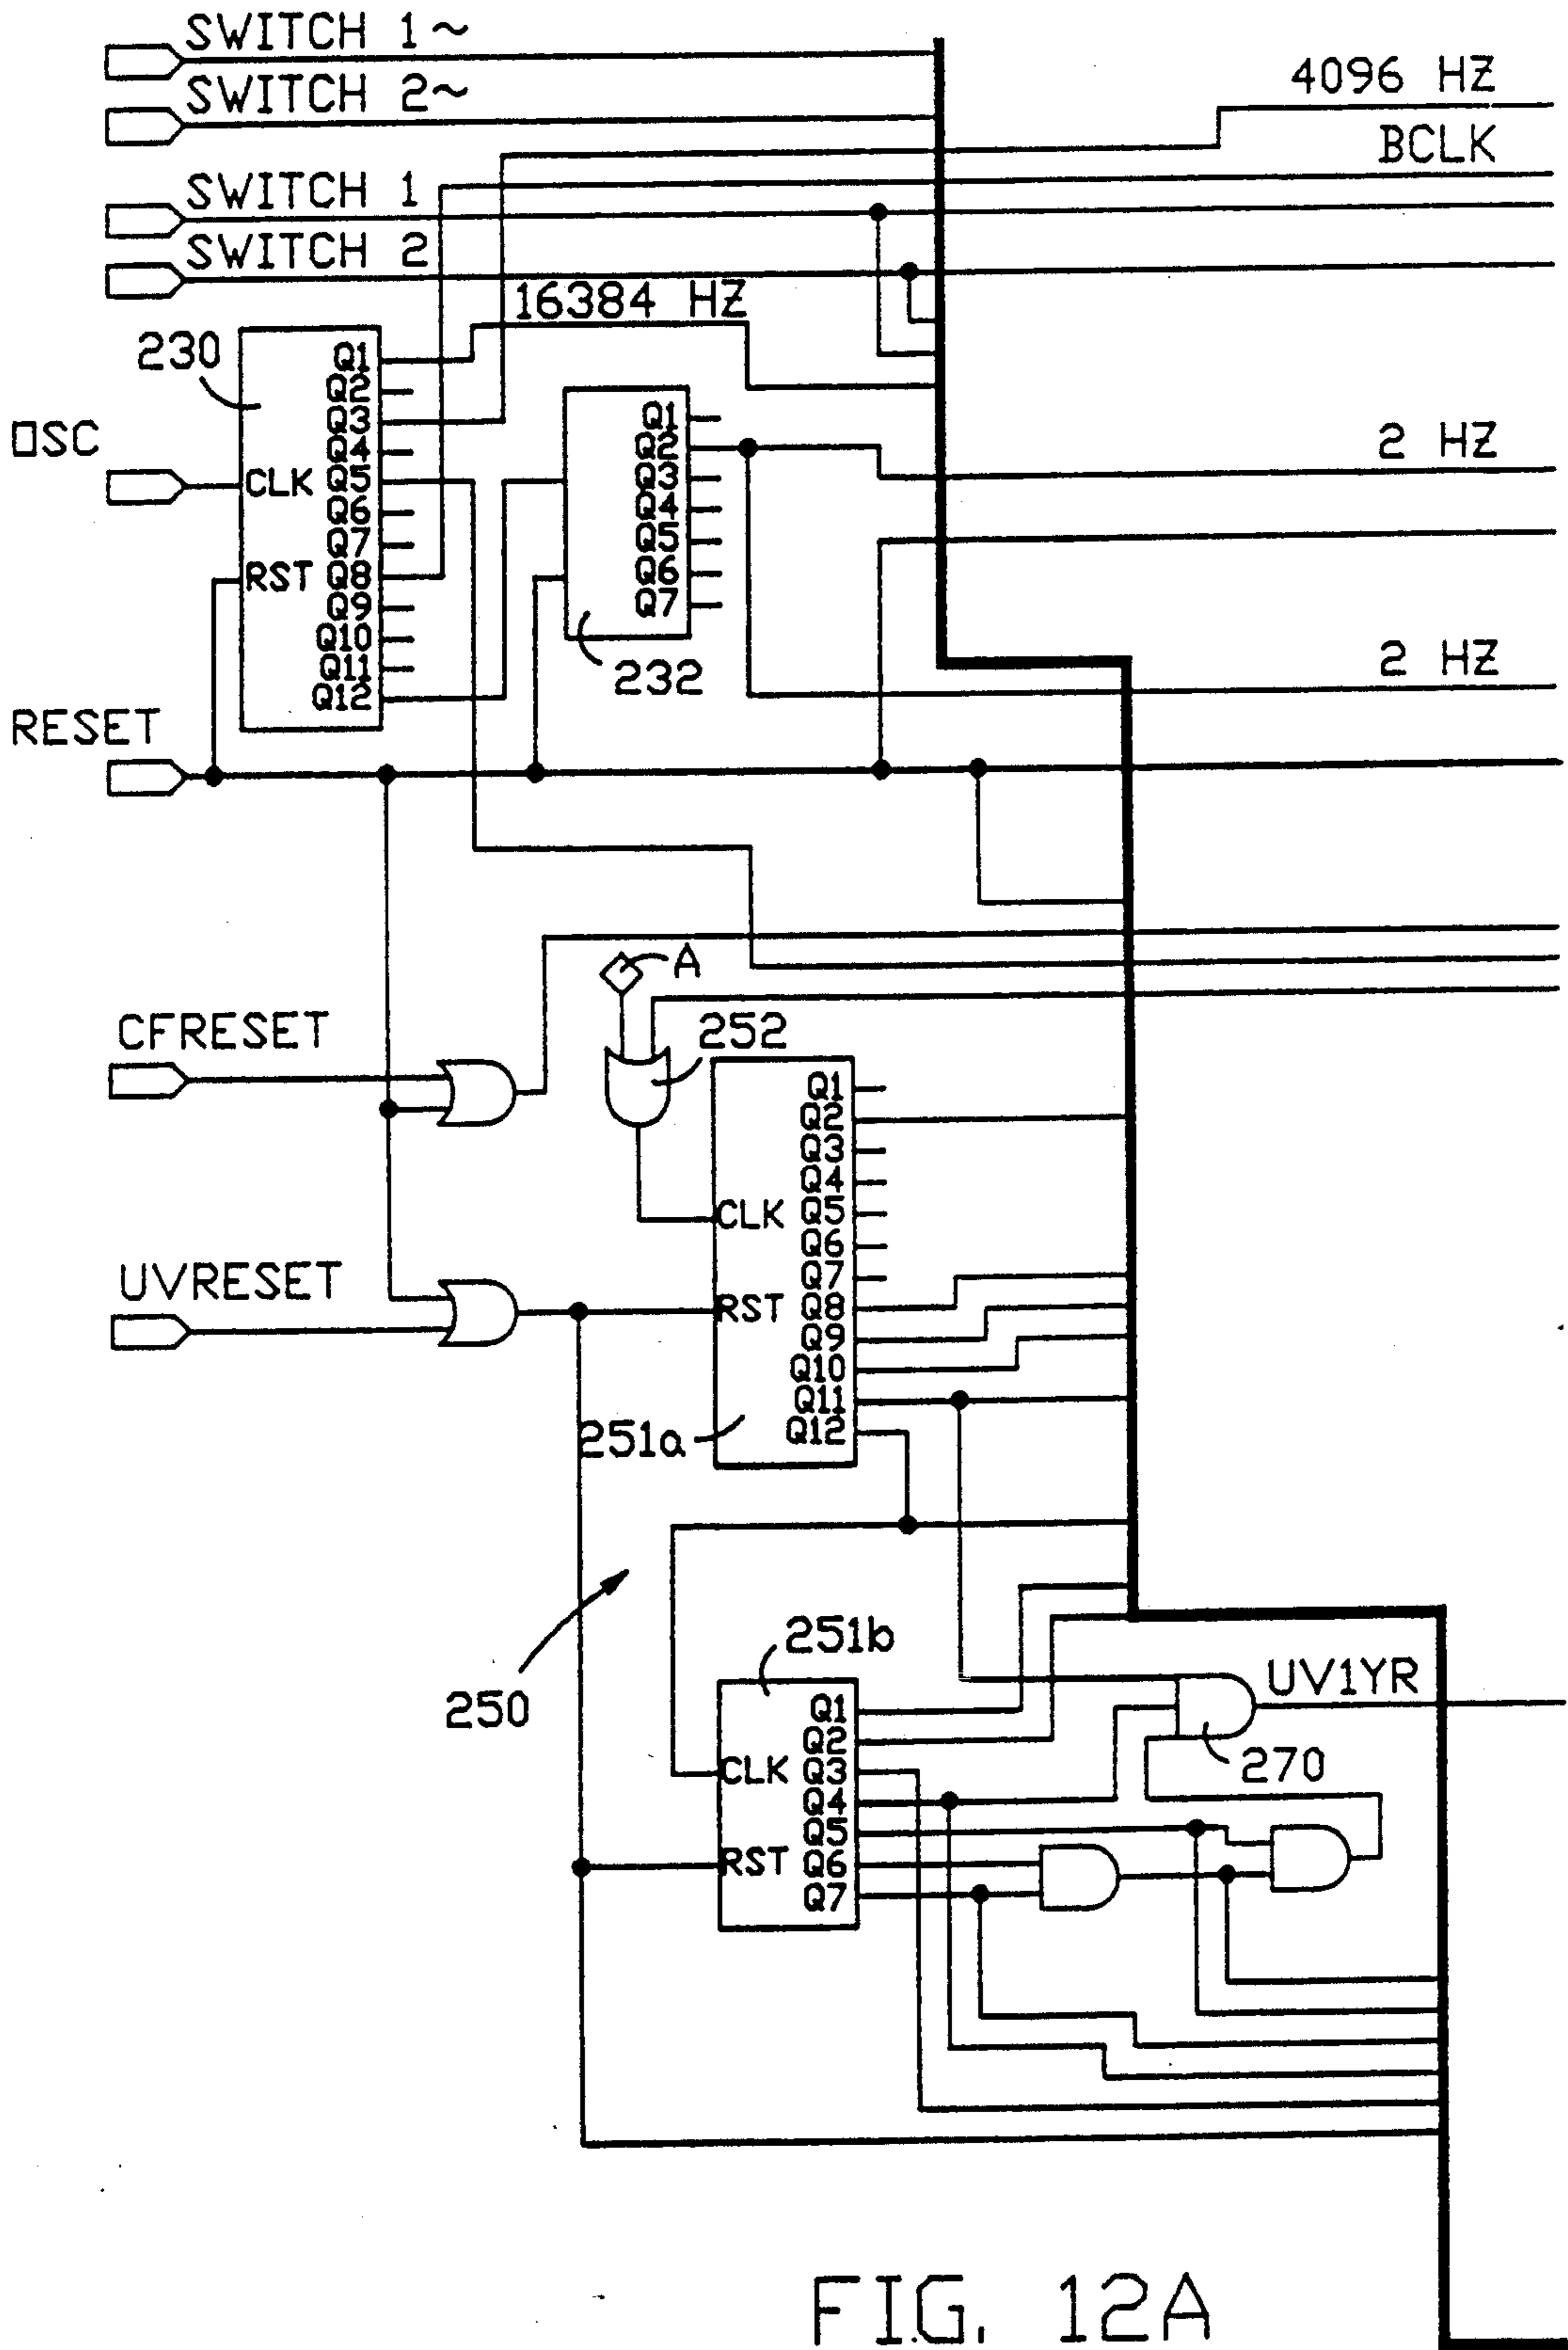 SWITCH 1~
SWITCH 2~
4096 HZ
BCLK
SWITCH 1
SWITCH 2
16384 HZ
230
Q1
Q2
Q3
Q4
Q5
Q6
Q7
Q8
Q9
Q10
Q11
Q12
OSC
CLK
RST
Q1
Q2
Q3
Q4
Q5
Q6
Q7
232
2 HZ
2 HZ
RESET
A
252
CFRESET
Q1
Q2
Q3
Q4
Q5
Q6
Q7
Q8
Q9
Q10
Q11
Q12
CLK
RST
UVRESET
251a
251b
250
Q1
Q2
Q3
Q4
Q5
Q6
Q7
CLK
RST
UV1YR
270
FIG. 12A